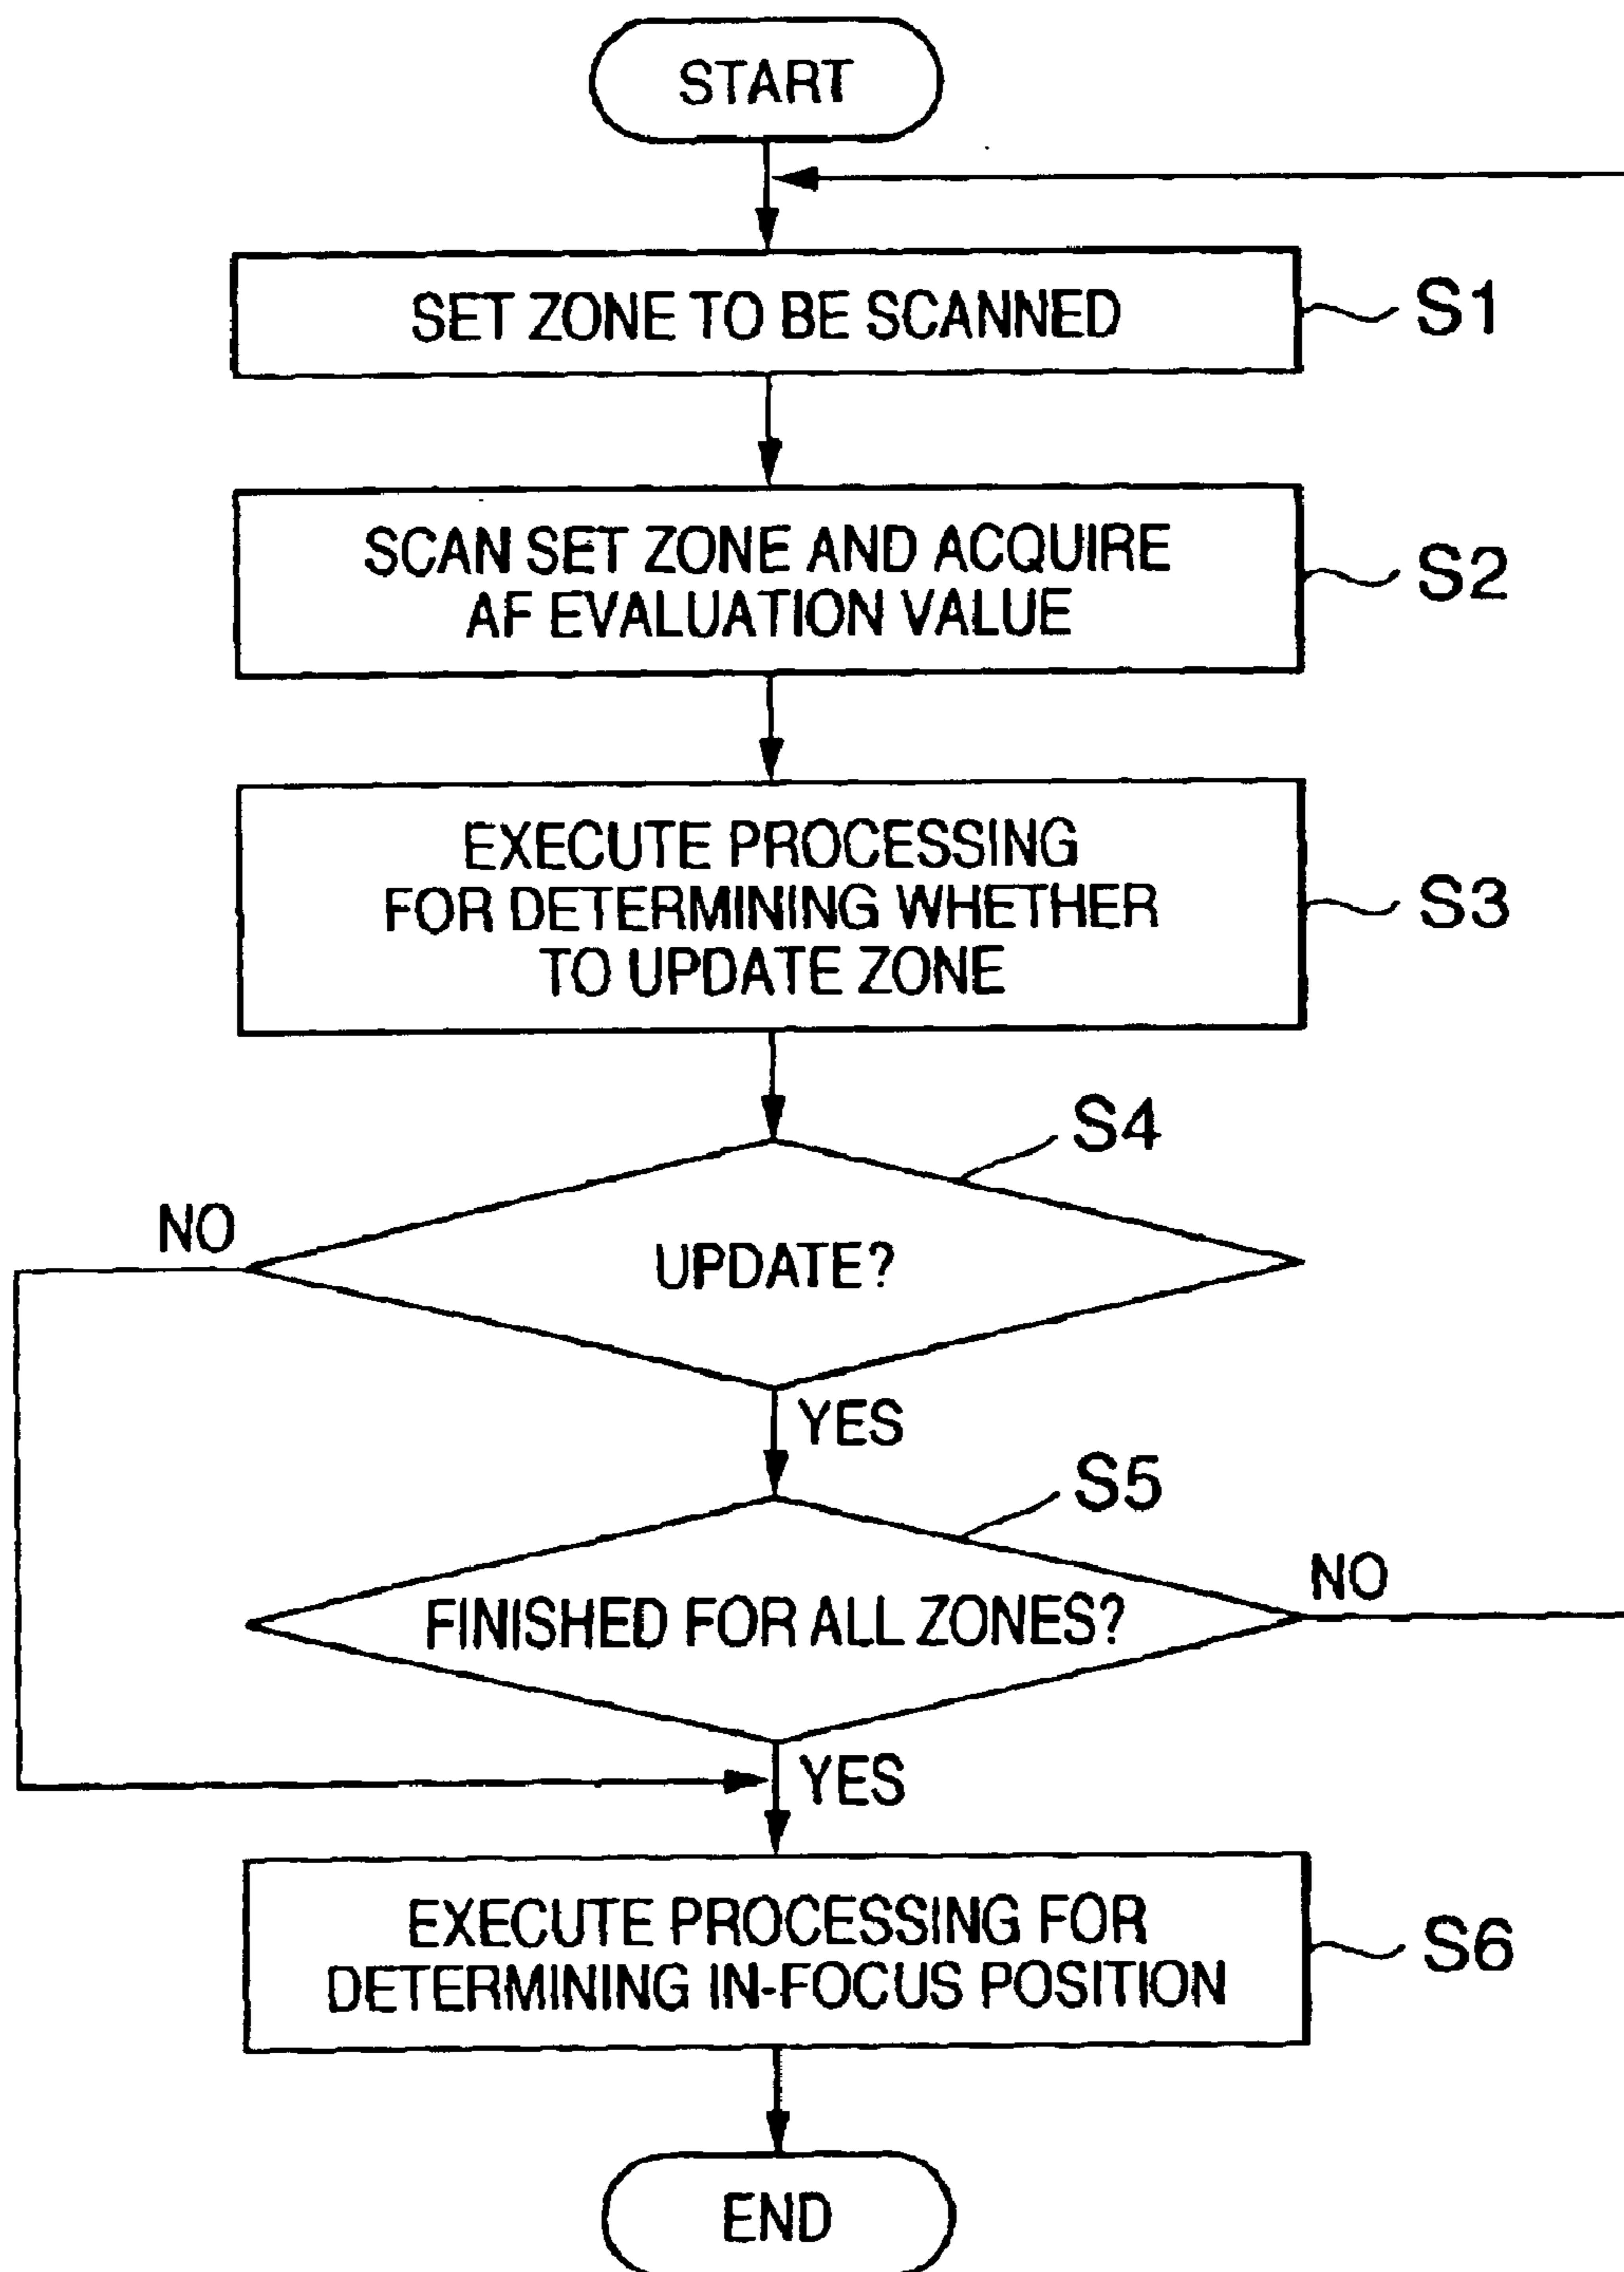 START
SET ZONE TO BE SCANNED
S1
SCAN SET ZONE AND ACQUIRE
AF EVALUATION VALUE
S2
EXECUTE PROCESSING
FOR DETERMINING WHETHER
TO UPDATE ZONE
S3
S4
NO
UPDATE?
YES
S5
NO
FINISHED FOR ALL ZONES?
YES
EXECUTE PROCESSING FOR
DETERMINING IN-FOCUS POSITION
S6
END